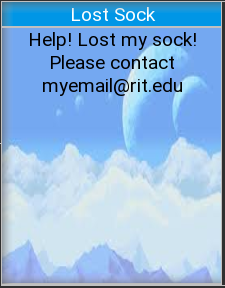 Lost Sock
Help! Lost my sock!
Please contact
myemail@rit.edu